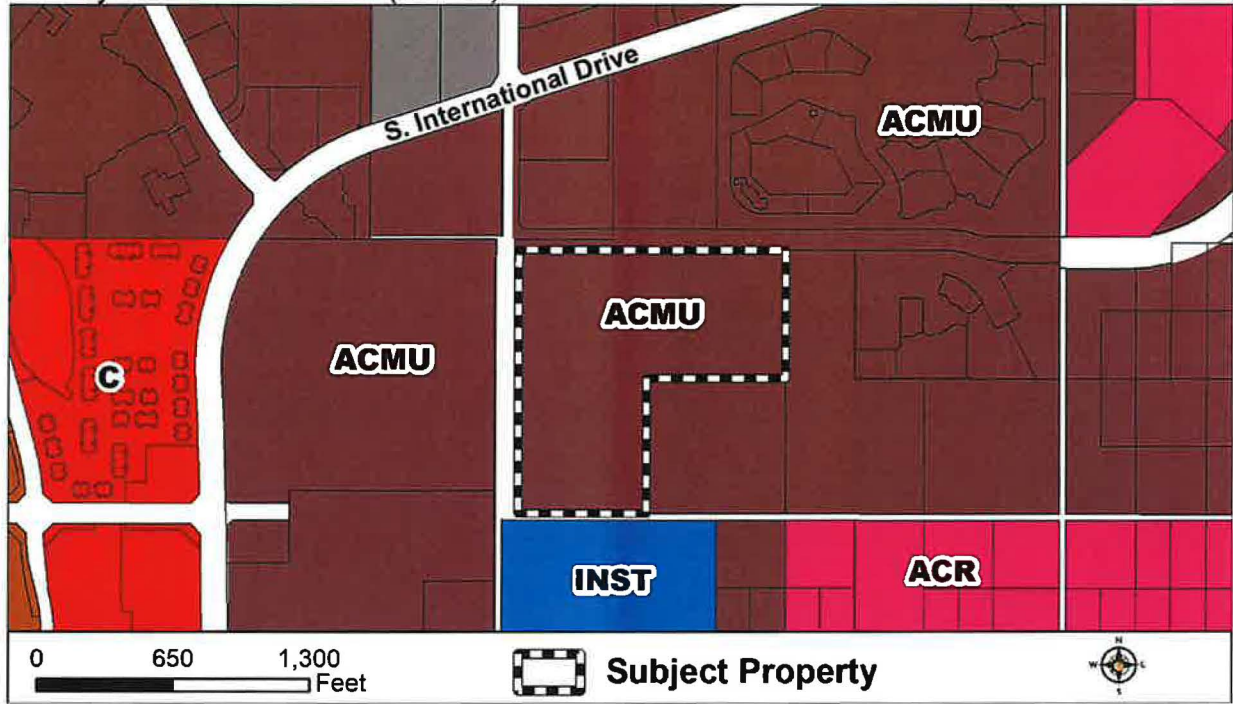 S. International Drive
ACMU
ACMU
ACMU
C
INST
ACR
0 650 1,300
Feet
Subject Property
N
W
S